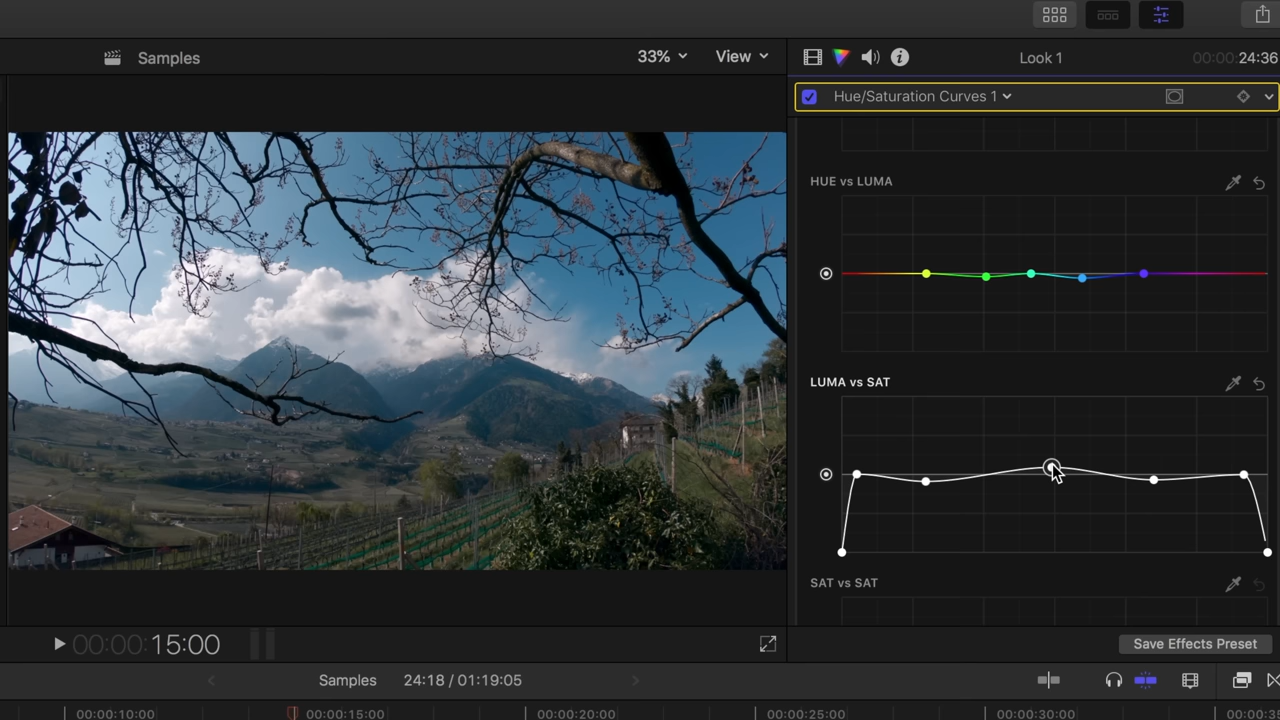 Samples
33%
View
Look 1
00:00:24:36
Hue/Saturation Curves 1
HUE vs LUMA
LUMA vs SAT
SAT vs SAT
00:00:15:00
Save Effects Preset
Samples
24:18 / 01:19:05
00:00:10:00
00:00:15:00
00:00:20:00
00:00:25:00
00:00:30:00